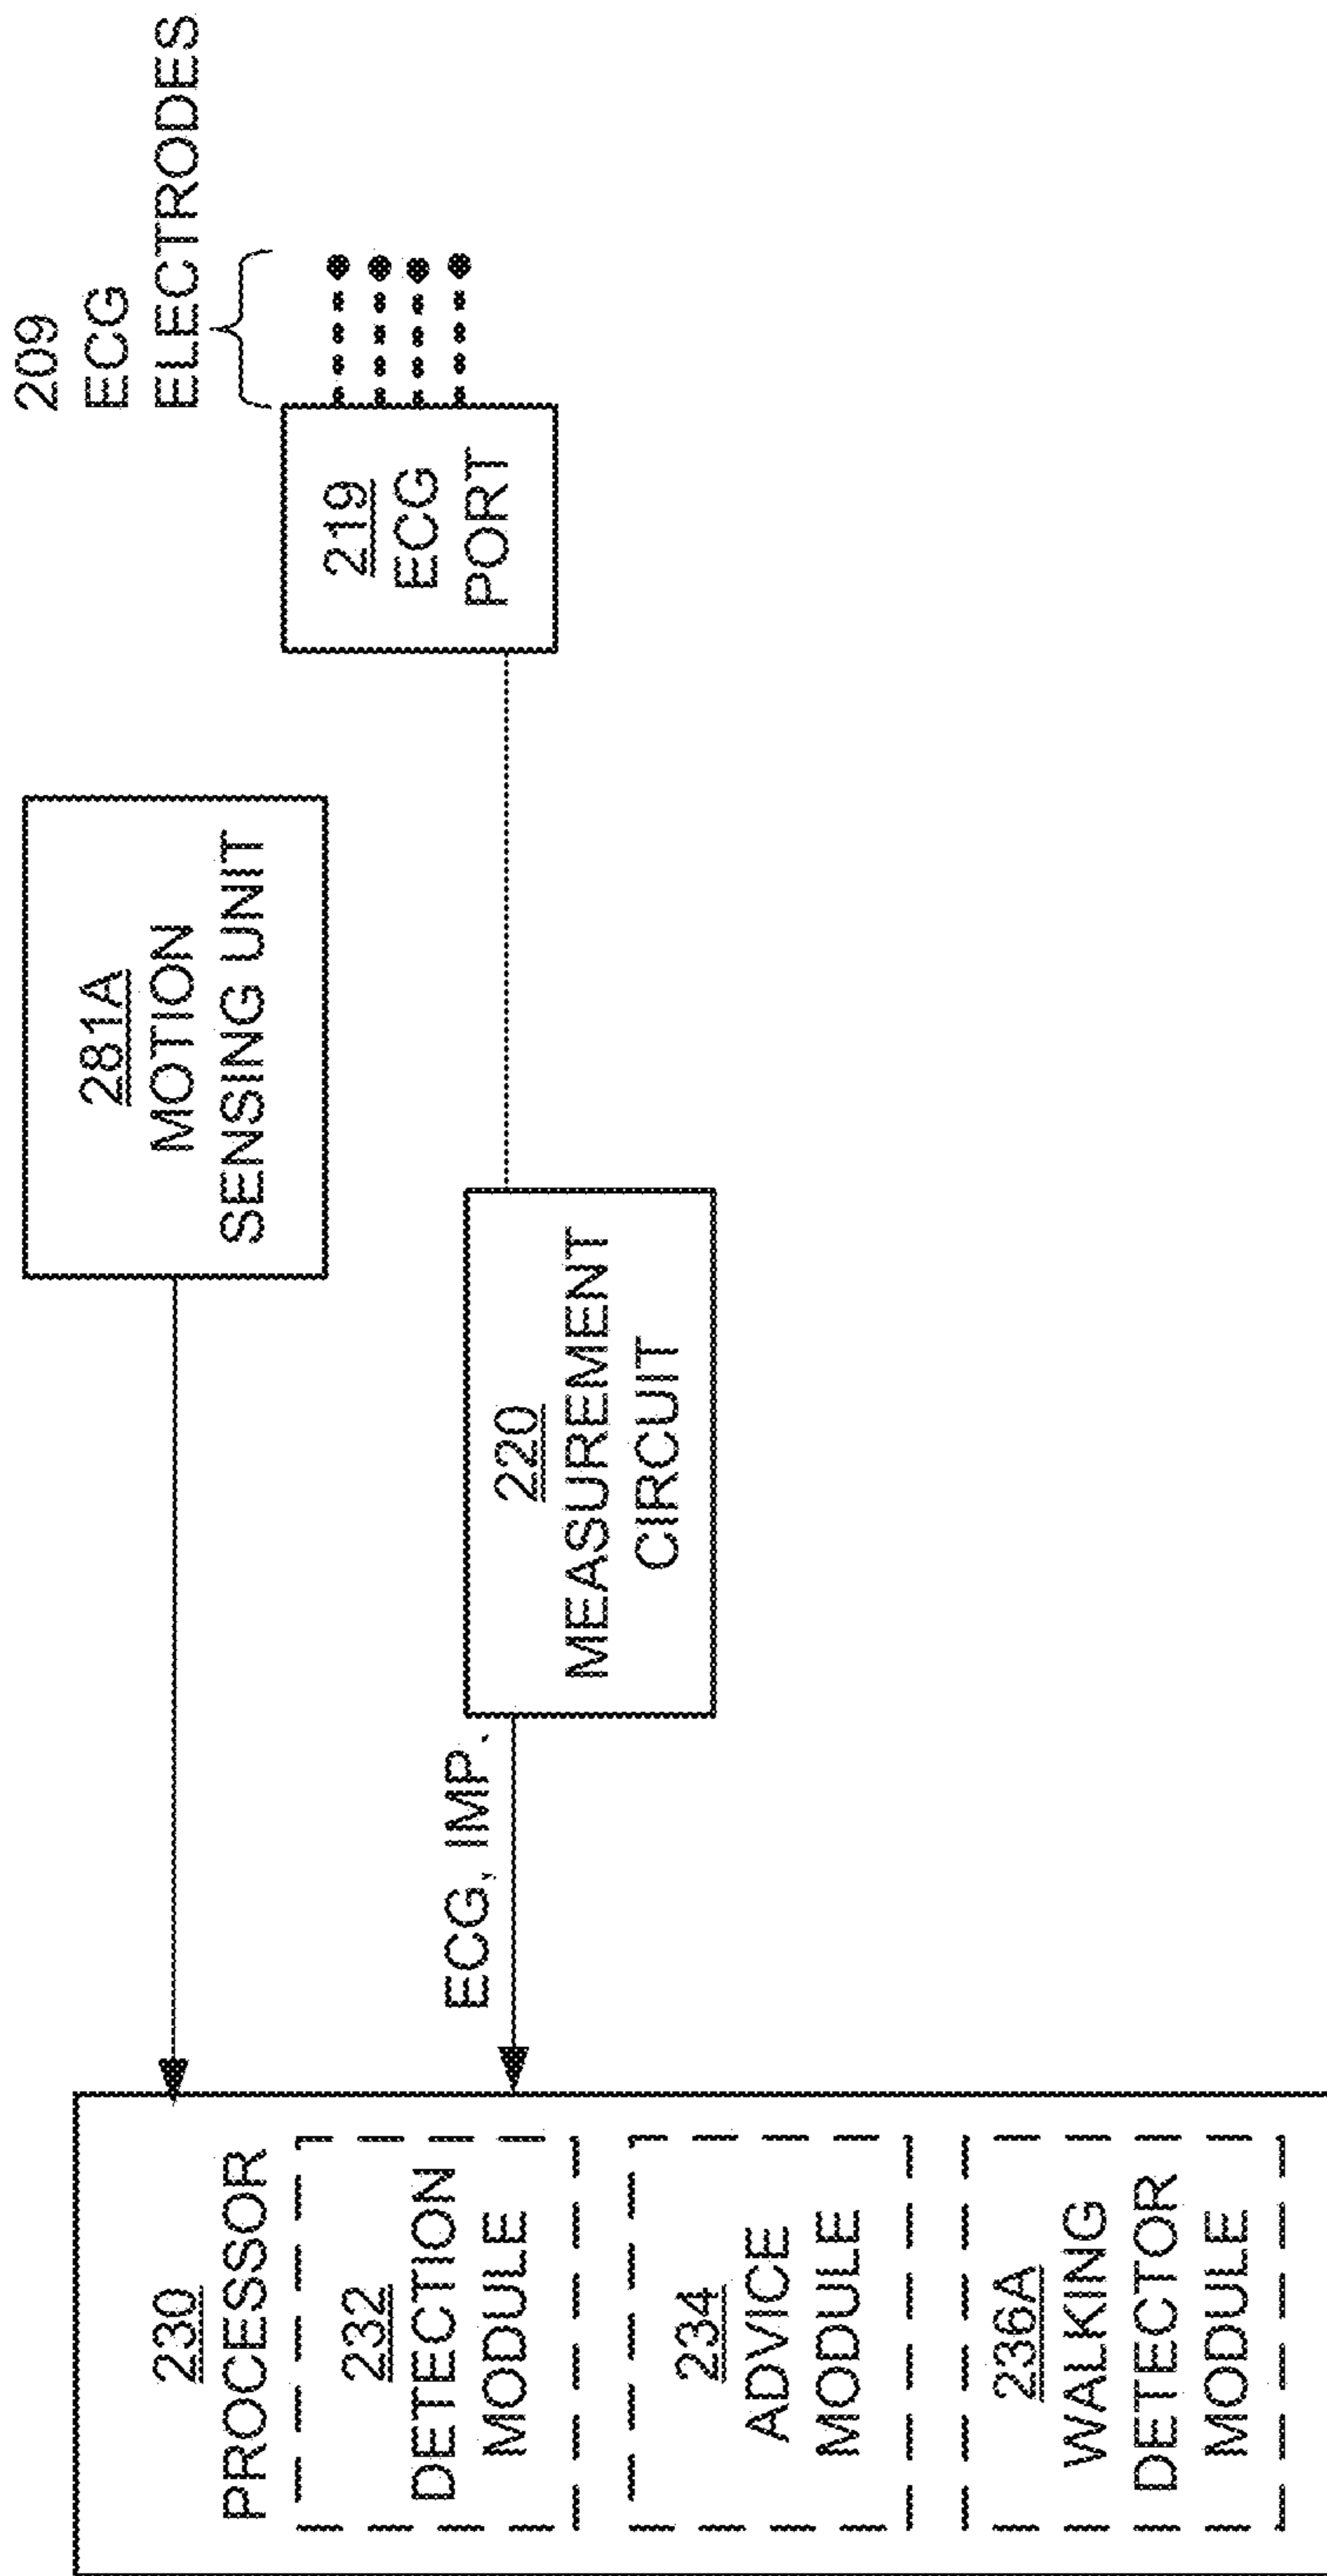 230
PROCESSOR
232
DETECTION
MODULE
234
ADVICE
MODULE
236A
WALKING
DETECTOR
MODULE
ECG, IMP.
281A
MOTION
SENSING UNIT
220
MEASUREMENT
CIRCUIT
219
ECG
PORT
209
ECG
ELECTRODES